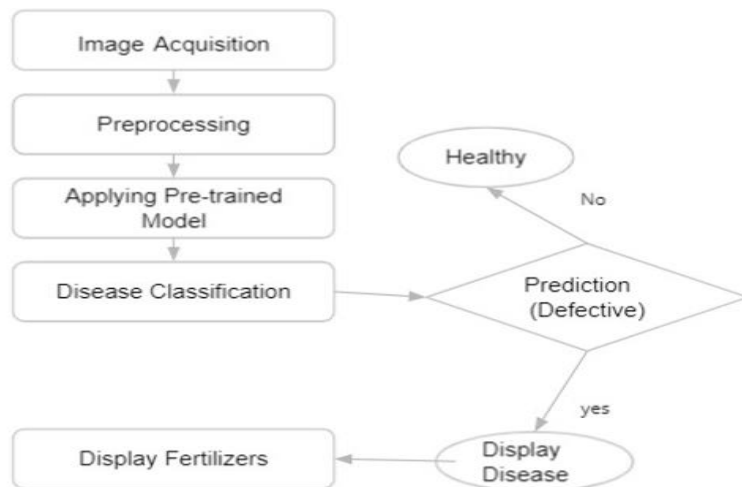 Image Acquisition
Preprocessing
Applying Pre-trained
Model
Disease Classification
Prediction
(Defective)
No
Healthy
yes
Display
Disease
Display Fertilizers